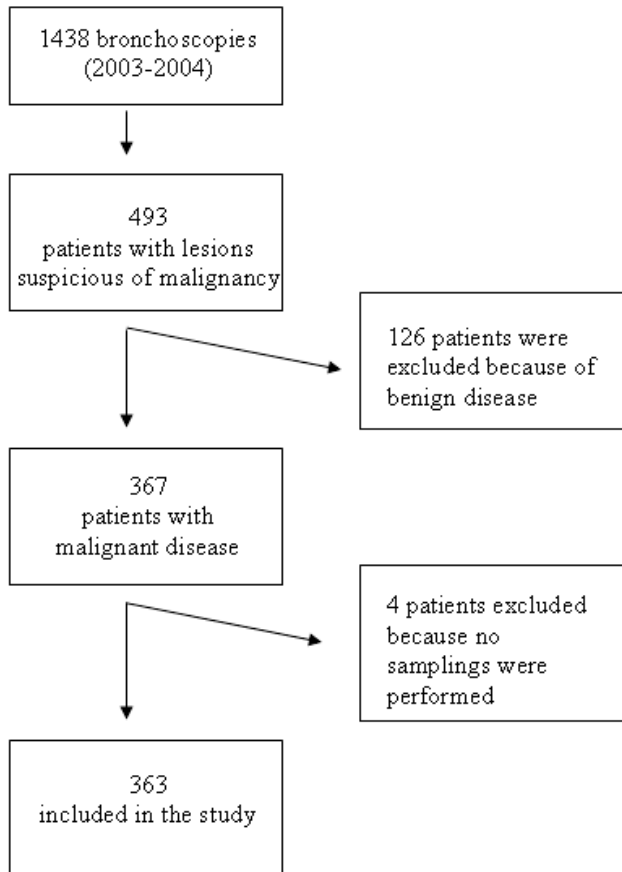 1438 bronchoscopies
(2003-2004)
493
patients with lesions
suspicious of malignancy
126 patients were
excluded because of
benign disease
367
patients with
malignant disease
4 patients excluded
because no
samplings were
performed
363
included in the study